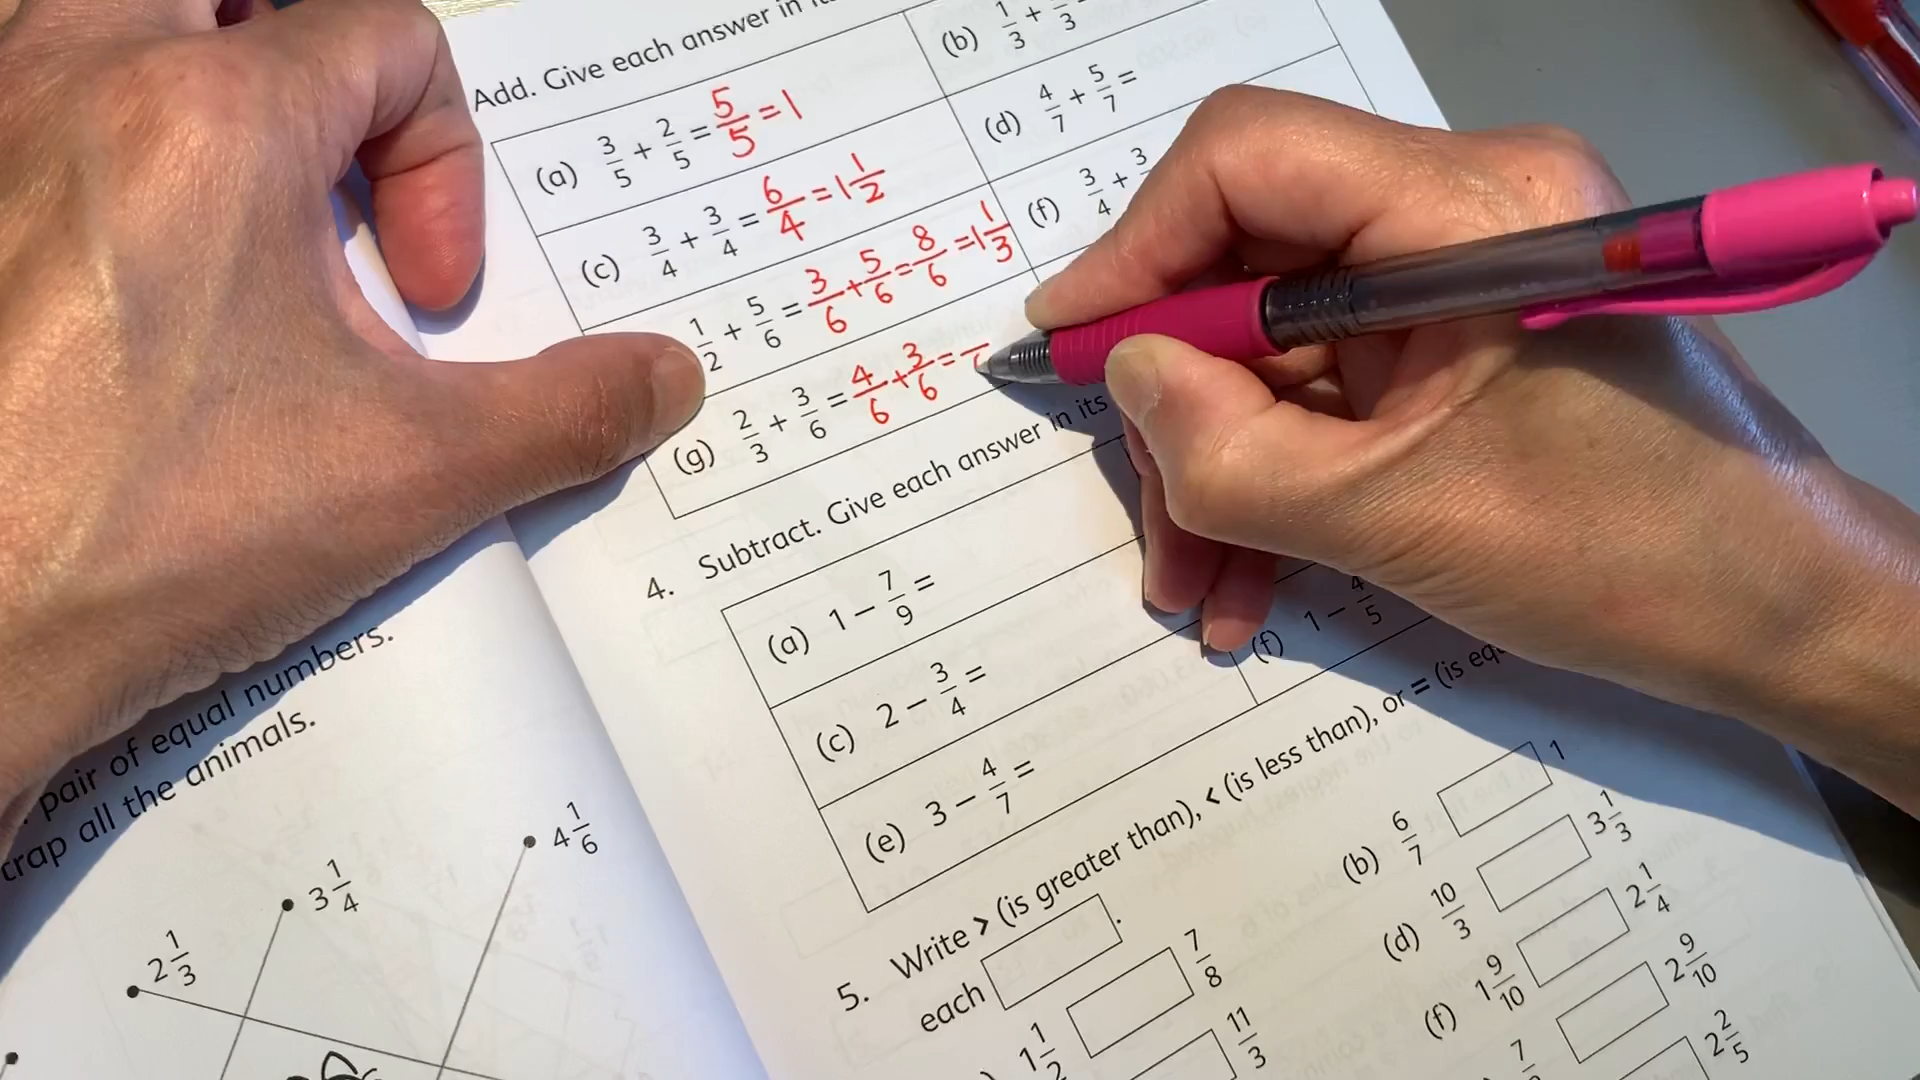 Add. Give each answer in
(a) 3/5 + 2/5 = 5/5 = 1
(b) 1/3 + /3
(c) 3/4 + 3/4 = 6/4 = 1 1/2
(d) 4/7 + 5/7 =
1/2 + 5/6 = 3/6 + 5/6 = 8/6 = 1 1/3
(f) 3/4 + 3
(g) 2/3 + 3/6 = 4/6 + 3/6 =
4. Subtract. Give each answer in its
(a) 1 − 7/9 =
(c) 2 − 3/4 =
(e) 3 − 4/7 =
(f) 1 − 4/5
5. Write > (is greater than), < (is less than), or = (is
each .
1 1/2 7/8
(b) 6/7 1
11/3
(d) 10/3 3 1/3
(f) 1 9/10 2 1/4
7 2 9/10
2 2/5
pair of equal numbers.
all the animals.
2 1/3
3 1/4
4 1/6